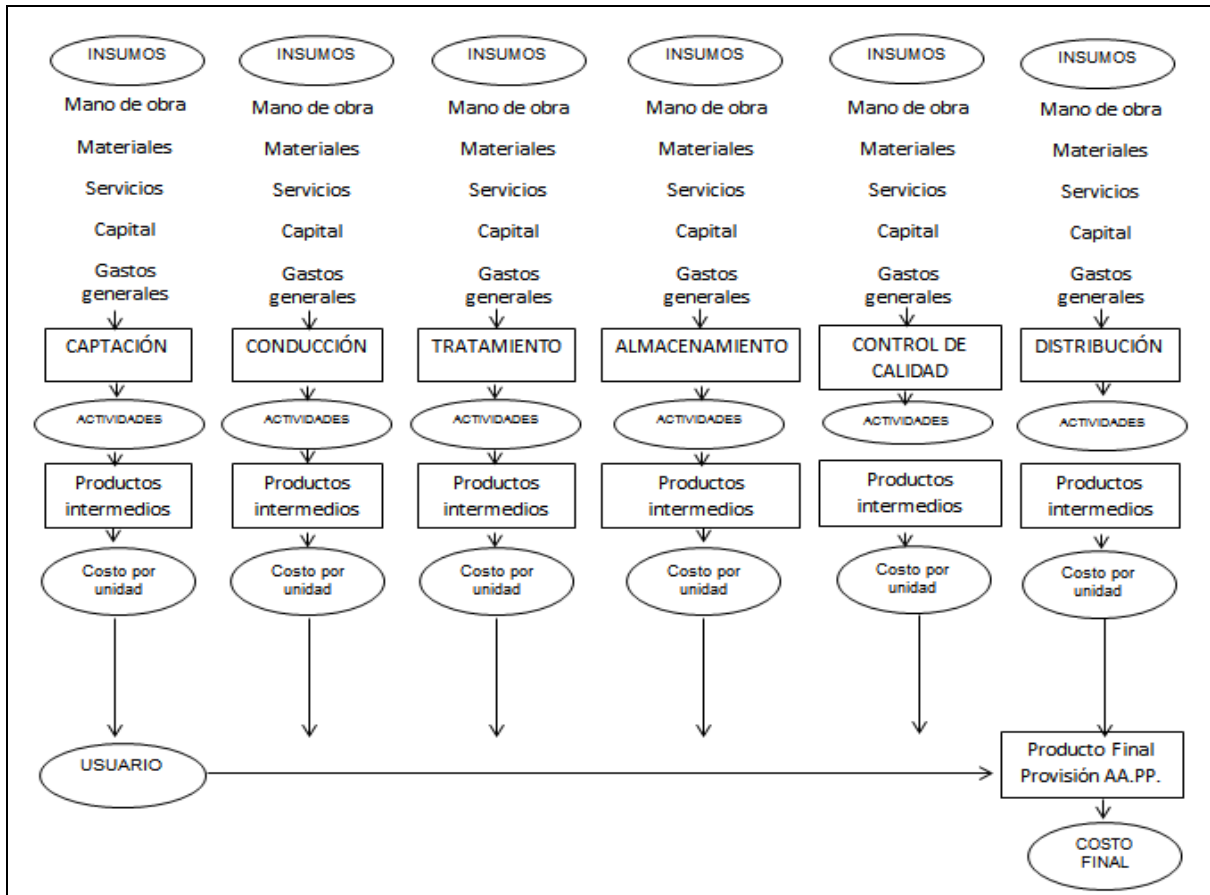 INSUMOS INSUMOS INSUMOS INSUMOS INSUMOS INSUMOS
Mano de obra Mano de obra Mano de obra Mano de obra Mano de obra Mano de obra
Materiales Materiales Materiales Materiales Materiales Materiales
Servicios Servicios Servicios Servicios Servicios Servicios
Capital Capital Capital Capital Capital Capital
Gastos Gastos Gastos Gastos Gastos Gastos
generales generales generales generales generales generales
CAPTACIÓN CONDUCCIÓN TRATAMIENTO ALMACENAMIENTO CONTROL DE DISTRIBUCIÓN
CALIDAD
ACTIVIDADES ACTIVIDADES ACTIVIDADES ACTIVIDADES ACTIVIDADES ACTIVIDADES
Productos Productos Productos Productos Productos Productos
intermedios intermedios intermedios intermedios intermedios intermedios
Costo por Costo por Costo por Costo por Costo por Costo por
unidad unidad unidad unidad unidad unidad
USUARIO
Producto Final
Provisión AA.PP.
COSTO
FINAL